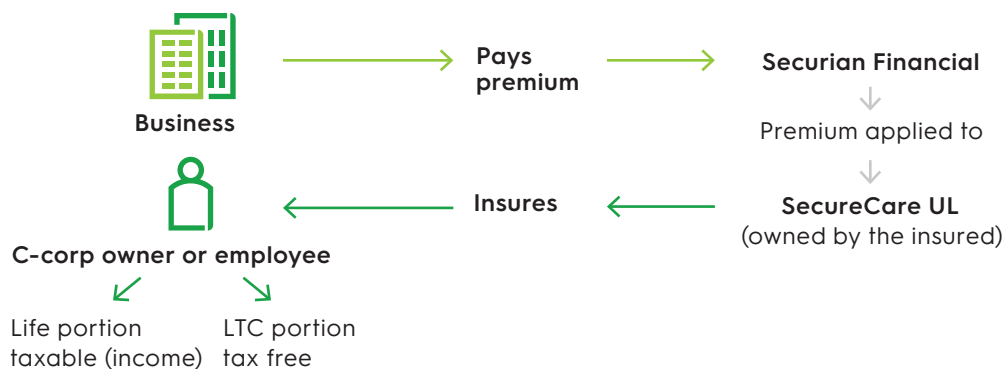 Business
Pays
premium
Securian Financial
Premium applied to
SecureCare UL
(owned by the insured)
Insures
C-corp owner or employee
Life portion
taxable (income)
LTC portion
tax free